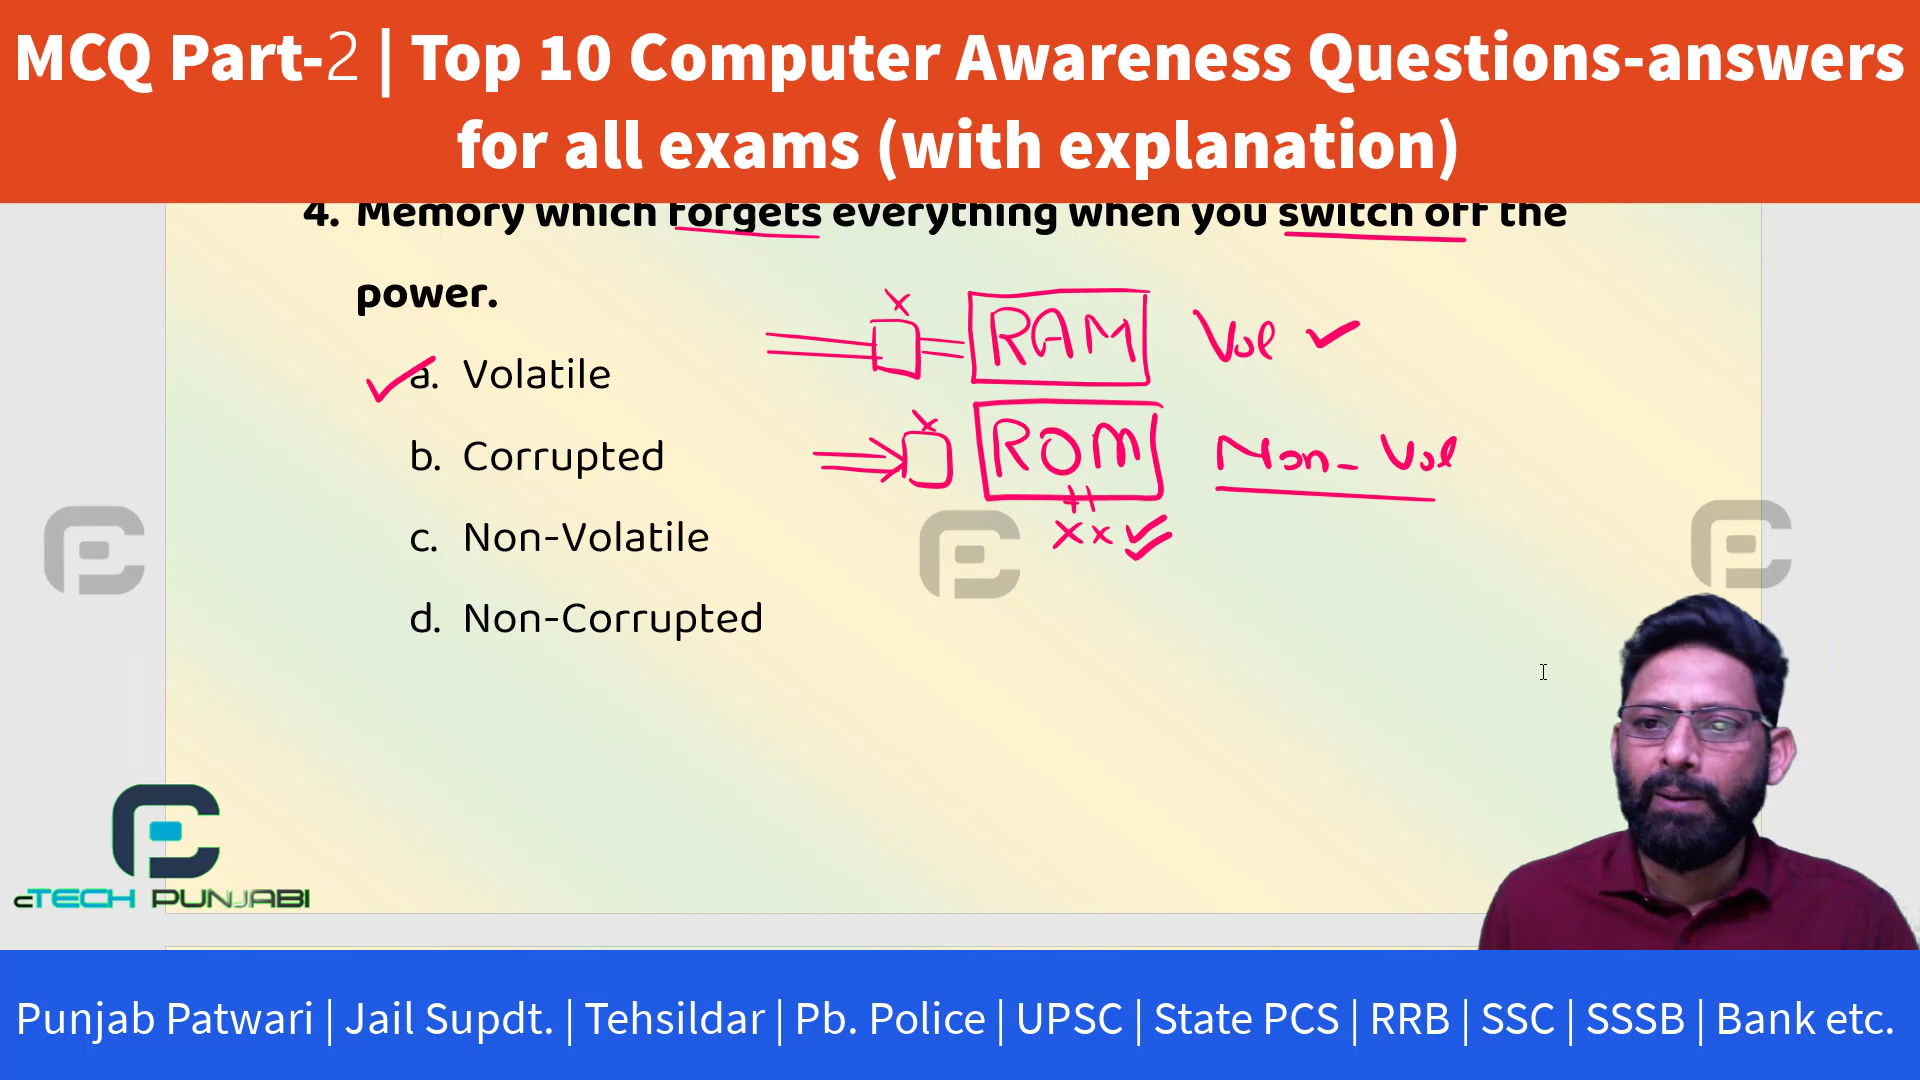 MCQ Part-2 | Top 10 Computer Awareness Questions-answers
for all exams (with explanation)
4. Memory which forgets everything when you switch off the
power.
a. Volatile
b. Corrupted
c. Non-Volatile
d. Non-Corrupted
RAM Vol
ROM Non-Vol
cTECH PUNJABI
Punjab Patwari | Jail Supdt. | Tehsildar | Pb. Police | UPSC | State PCS | RRB | SSC | SSSB | Bank etc.